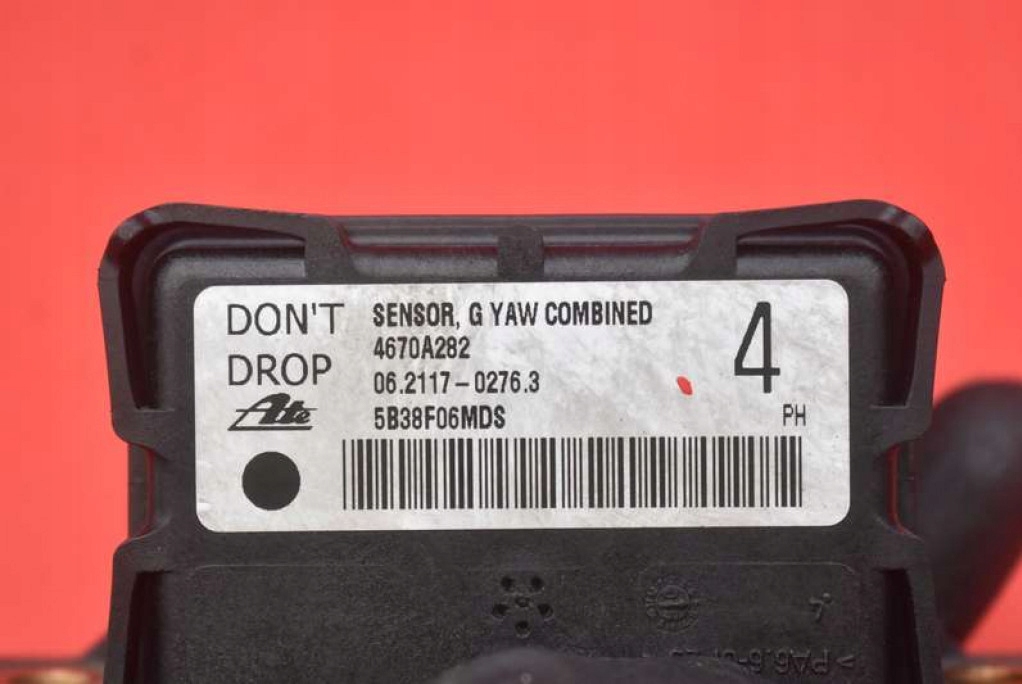 DON'T
DROP
Ate
SENSOR, G YAW COMBINED
4670A282
06.2117-0276.3
5B38F06MDS
4
PH